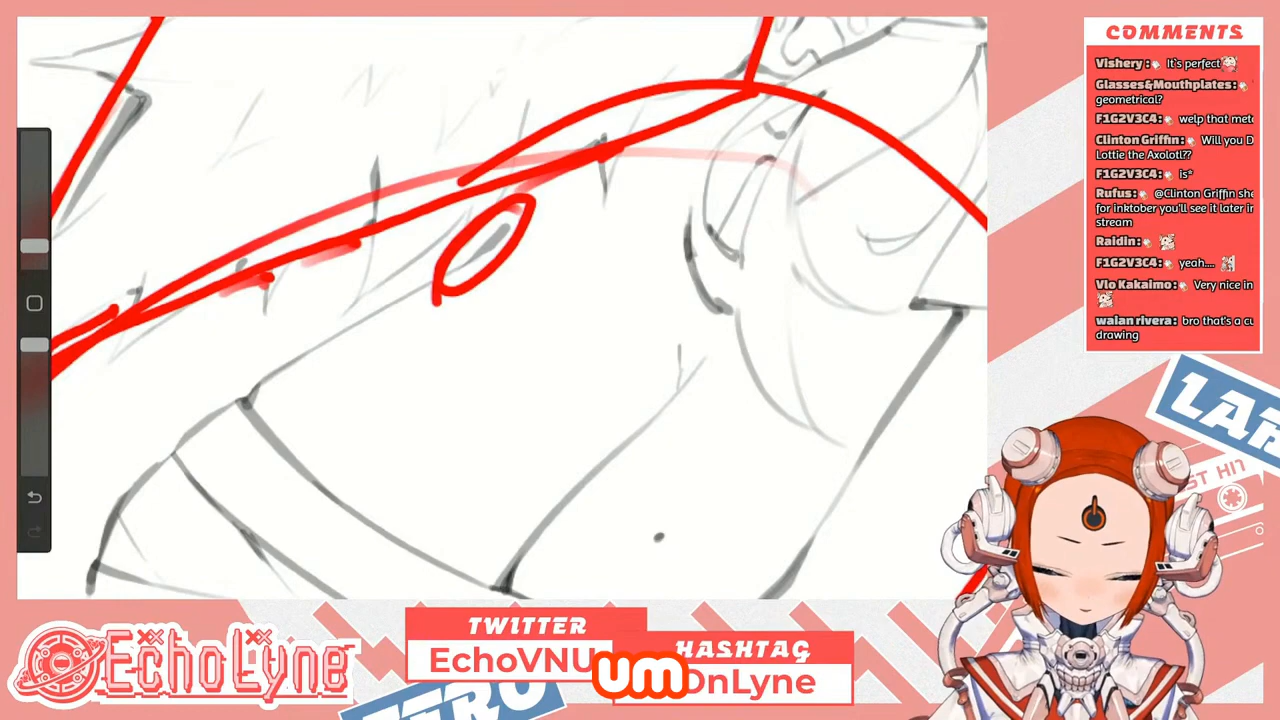 COMMENTS
Vishery : It's perfect
Glasses&Mouthplates :
geometrical?
F1G2V3C4 : welp that
Clinton Griffin : Will you D
Lottie the Axolotl??
F1G2V3C4 : is*
Rufus : @Clinton Griffin she
for inktober you'll see it later in
stream
Raidin :
F1G2V3C4 : yeah....
Vlo Kakaimo : Very nice in
waian rivera : bro that's a cu
drawing
EchoLyne
TWITTER
EchoVNU
HASHTAG
OnLyne
um